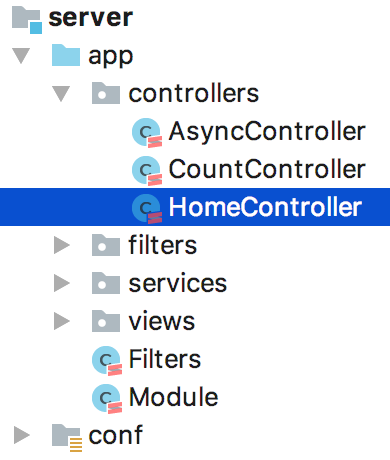 server
app
controllers
AsyncController
CountController
HomeController
filters
services
views
Filters
Module
conf